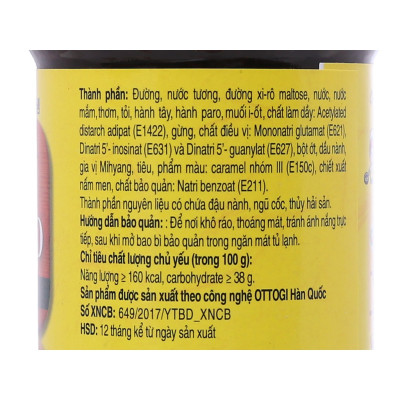 Thành phần: Đường, nước tương, đường xi-rô maltose, nước, nước
mắm, thơm, tỏi, hành tây, hành paro, muối i-ốt, chất làm dầy: Acetylated
distarch adipat (E1422), gừng, chất điều vị: Mononatri glutamat (E621),
Dinatri 5'- inosinat (E631) và Dinatri 5'- guanylat (E627), bột ớt, dầu nành,
gia vị Mihyang, tiêu, phẩm màu: caramel nhóm III (E150c), chiết xuất
nấm men, chất bảo quản: Natri benzoat (E211).
Thành phần nguyên liệu có chứa đậu nành, ngũ cốc, thủy hải sản.
Hướng dẫn bảo quản : Để nơi khô ráo, thoáng mát, tránh ánh nắng trực
tiếp, sau khi mở bao bì bảo quản trong ngăn mát tủ lạnh.
Chỉ tiêu chất lượng chủ yếu (trong 100 g):
Năng lượng ≥ 160 kcal, carbohydrate ≥ 38 g.
Sản phẩm được sản xuất theo công nghệ OTTOGI Hàn Quốc
Số XNCB: 649/2017/YTBD_XNCB
HSD: 12 tháng kể từ ngày sản xuất